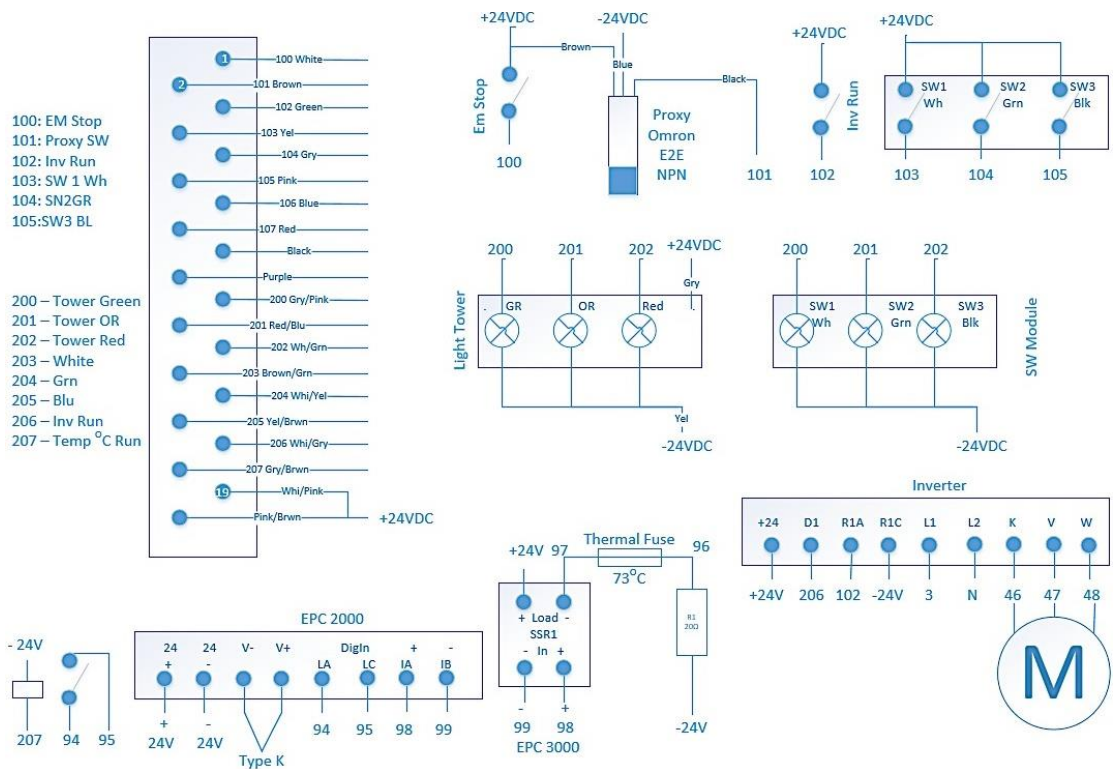 1
100 White
2
101 Brown
102 Green
103 Yel
104 Gry
105 Pink
106 Blue
107 Red
Black
Purple
200 Gry/Pink
201 Red/Blu
202 Wh/Grn
203 Brown/Grn
204 Whi/Yel
205 Yel/Brwn
206 Whi/Gry
207 Gry/Brwn
19
Whi/Pink
Pink/Brwn
+24VDC
100: EM Stop
101: Proxy SW
102: Inv Run
103: SW 1 Wh
104: SN2GR
105:SW3 BL
200 – Tower Green
201 – Tower OR
202 – Tower Red
203 – White
204 – Grn
205 – Blu
206 – Inv Run
207 – Temp °C Run
+24VDC
-24VDC
Brown
Blue
Black
Em Stop
100
Proxy
Omron
E2E
NPN
101
+24VDC
Inv Run
102
+24VDC
SW1
Wh
SW2
Grn
SW3
Blk
103
104
105
200
201
202
+24VDC
Gry
Light Tower
. GR
OR
Red
.
Yel
-24VDC
200
201
202
SW1
Wh
SW2
Grn
SW3
Blk
SW Module
-24VDC
Inverter
+24
D1
R1A
R1C
L1
L2
K
V
W
+24V
206
102
-24V
3
N
46
47
48
M
Thermal Fuse
+24V
97
96
73°C
+ Load -
SSR1
- In +
R1
20Ω
-
+
99
98
EPC 3000
-24V
EPC 2000
24
24
V-
V+
DigIn
+
-
+
-
LA
LC
IA
IB
+
-
24V
24V
Type K
94
95
98
99
- 24V
207
94
95